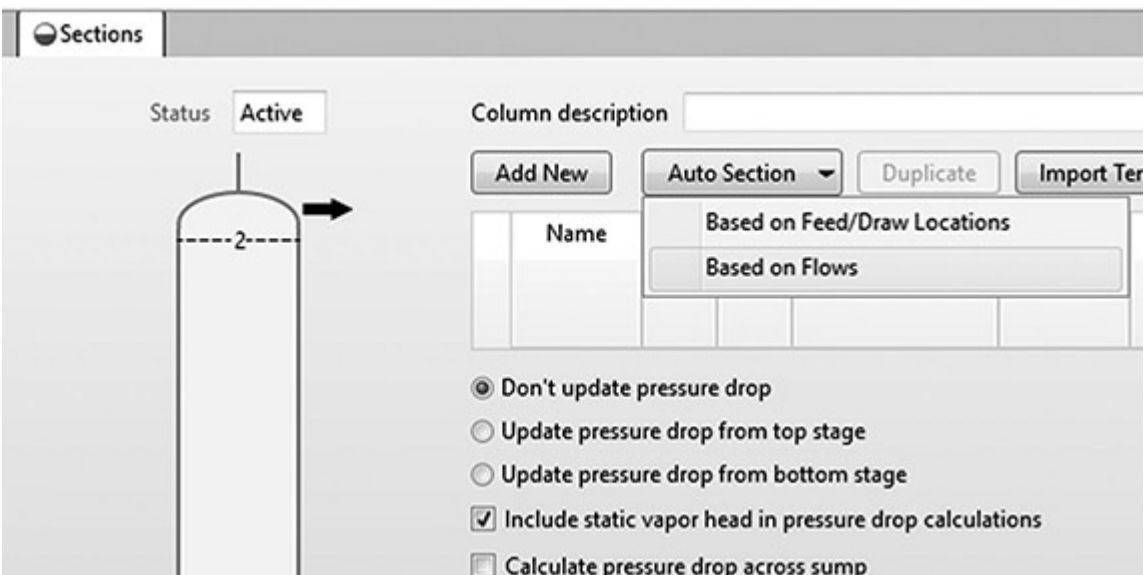 Sections
Status Active
Column description
Add New Auto Section Duplicate Import Ter
Name
Based on Feed/Draw Locations
Based on Flows
2
Don't update pressure drop
Update pressure drop from top stage
Update pressure drop from bottom stage
Include static vapor head in pressure drop calculations
Calculate pressure drop across sump